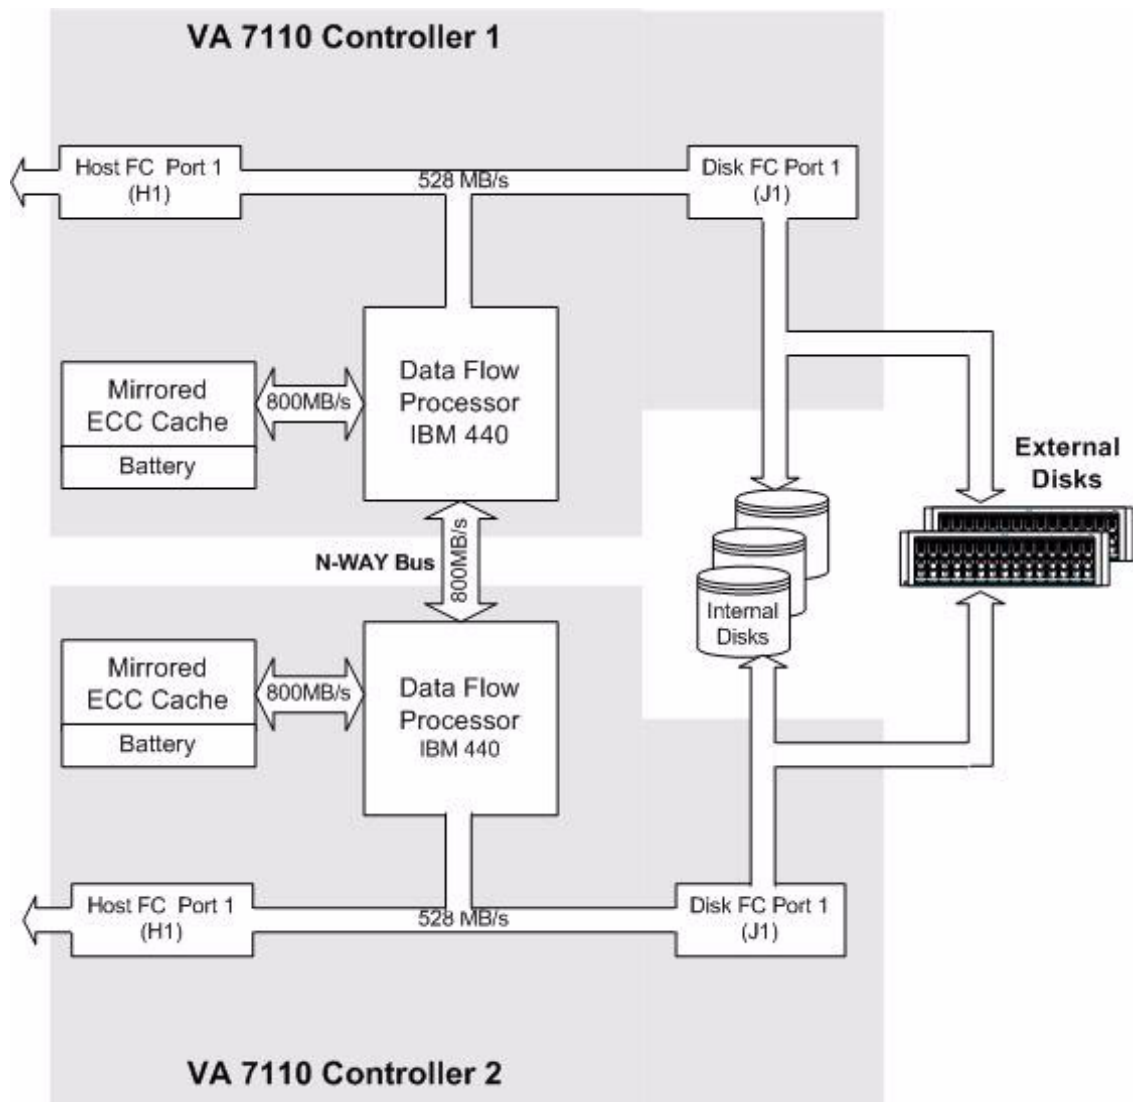 VA 7110 Controller 1
Host FC Port 1
(H1)
528 MB/s
Disk FC Port 1
(J1)
Mirrored
ECC Cache
Battery
800MB/s
Data Flow
Processor
IBM 440
External
Disks
N-WAY Bus
800MB/s
Internal
Disks
Mirrored
ECC Cache
Battery
800MB/s
Data Flow
Processor
IBM 440
Host FC Port 1
(H1)
528 MB/s
Disk FC Port 1
(J1)
VA 7110 Controller 2